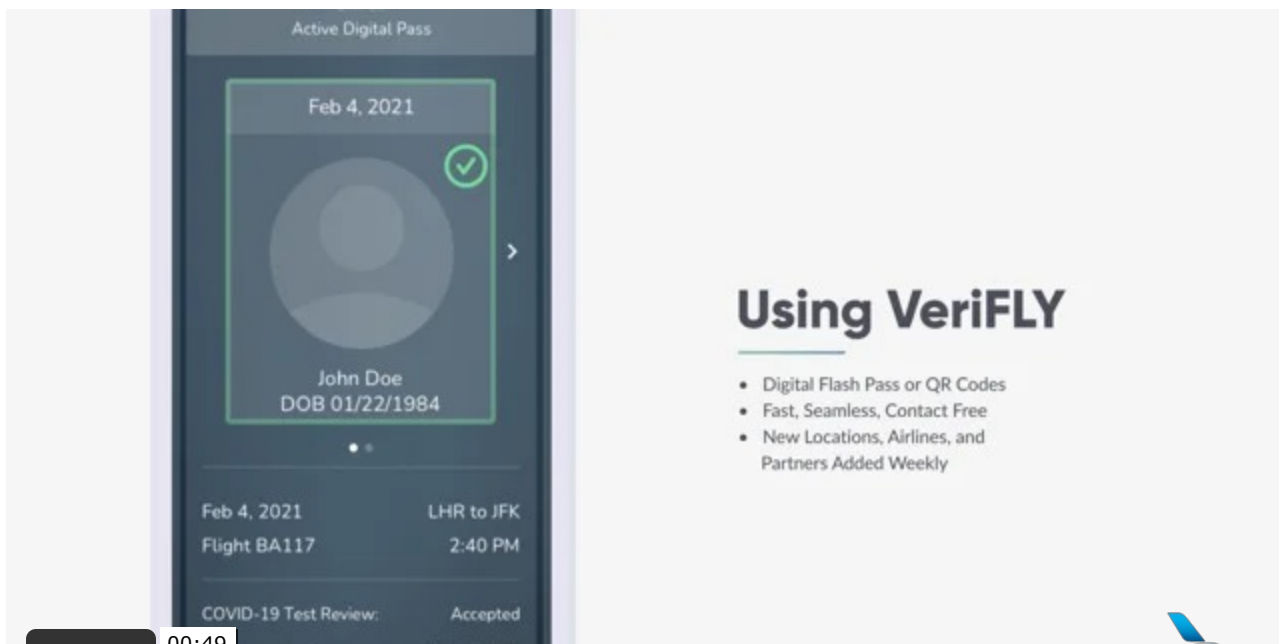 Active Digital Pass
Feb 4, 2021
John Doe
DOB 01/22/1984
Feb 4, 2021 LHR to JFK
Flight BA117 2:40 PM
COVID-19 Test Review: Accepted
00:49
Using VeriFLY
• Digital Flash Pass or QR Codes
• Fast, Seamless, Contact Free
• New Locations, Airlines, and
Partners Added Weekly